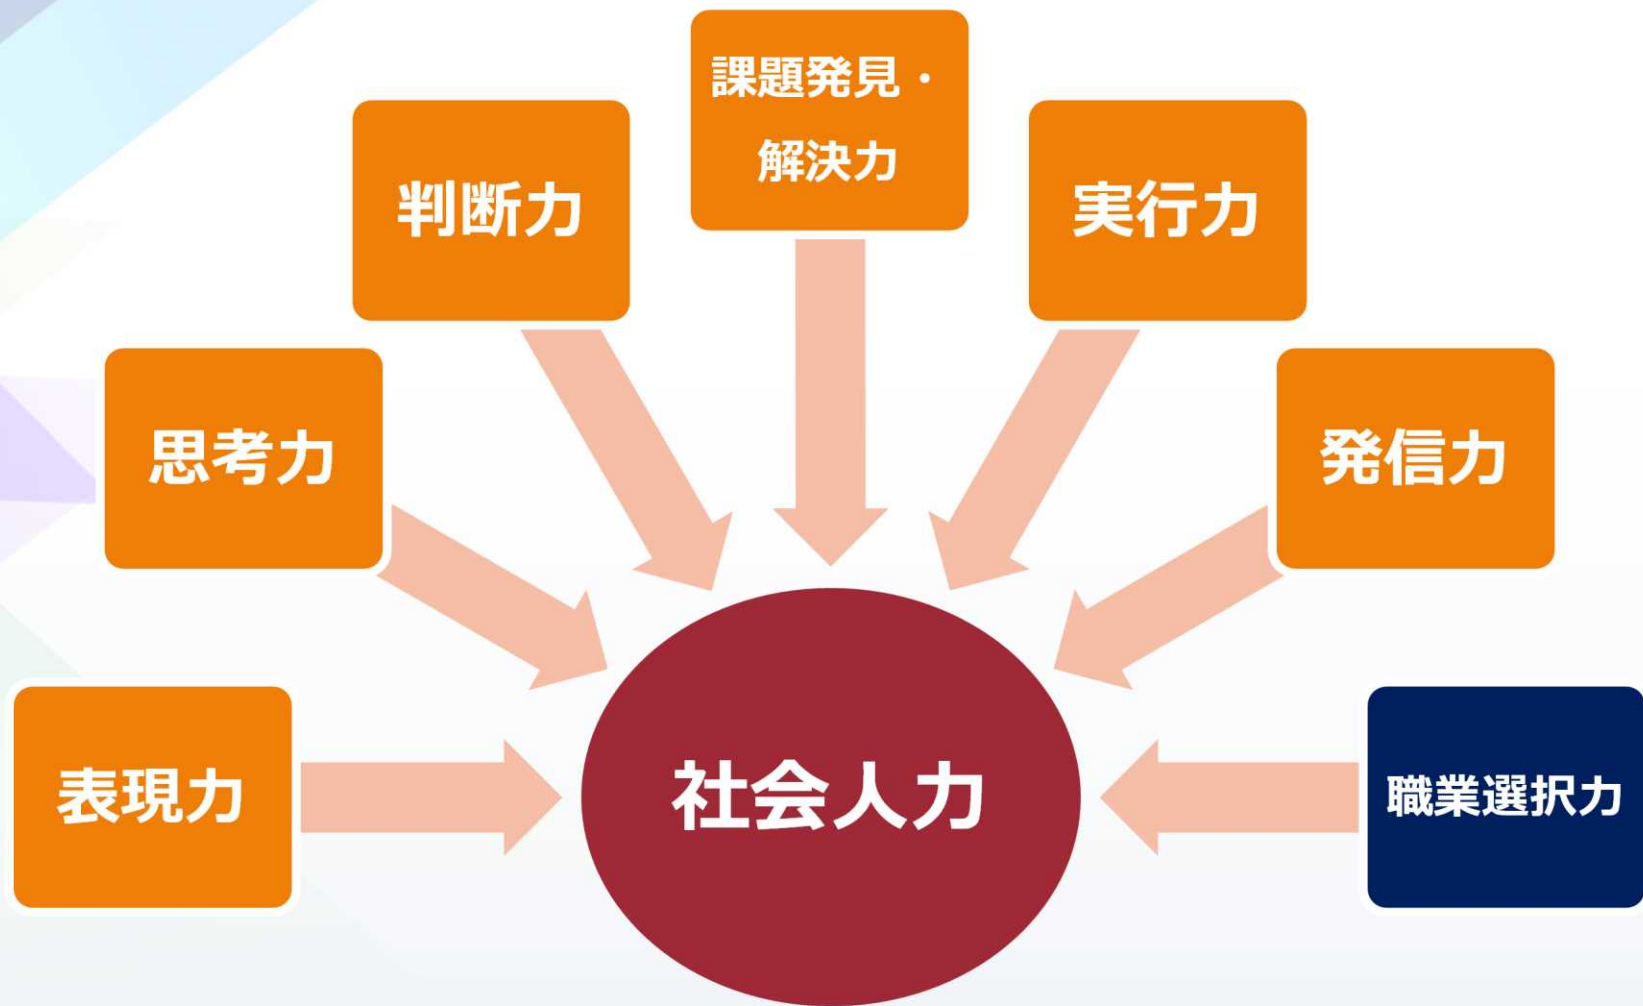 課題発見・
解決力
判断力
実行力
思考力
発信力
表現力
社会人力
職業選択力